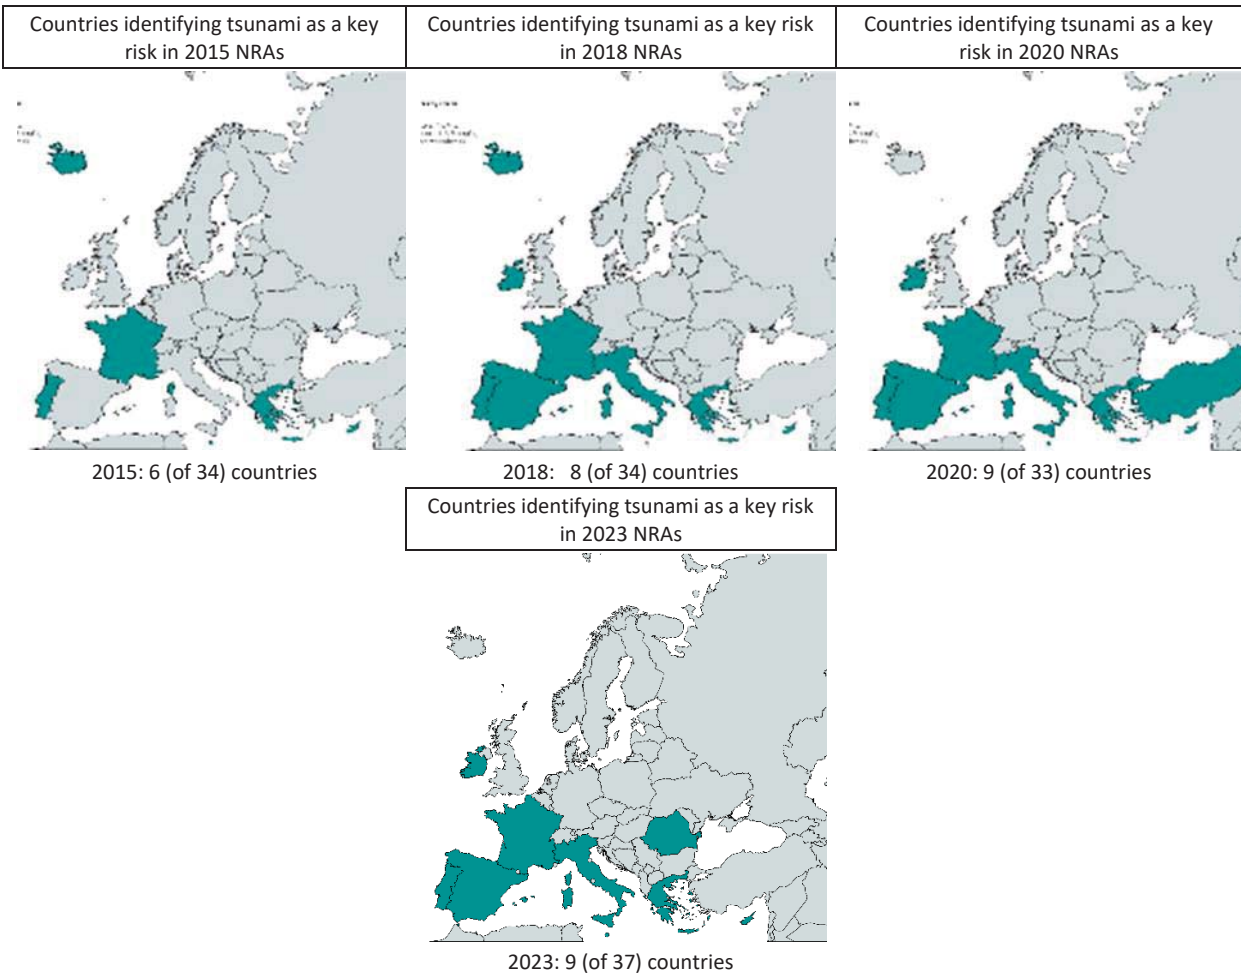 Countries identifying tsunami as a key
risk in 2015 NRAs
Countries identifying tsunami as a key risk
in 2018 NRAs
Countries identifying tsunami as a key
risk in 2020 NRAs
2015: 6 (of 34) countries
2018: 8 (of 34) countries
2020: 9 (of 33) countries
Countries identifying tsunami as a key risk
in 2023 NRAs
2023: 9 (of 37) countries